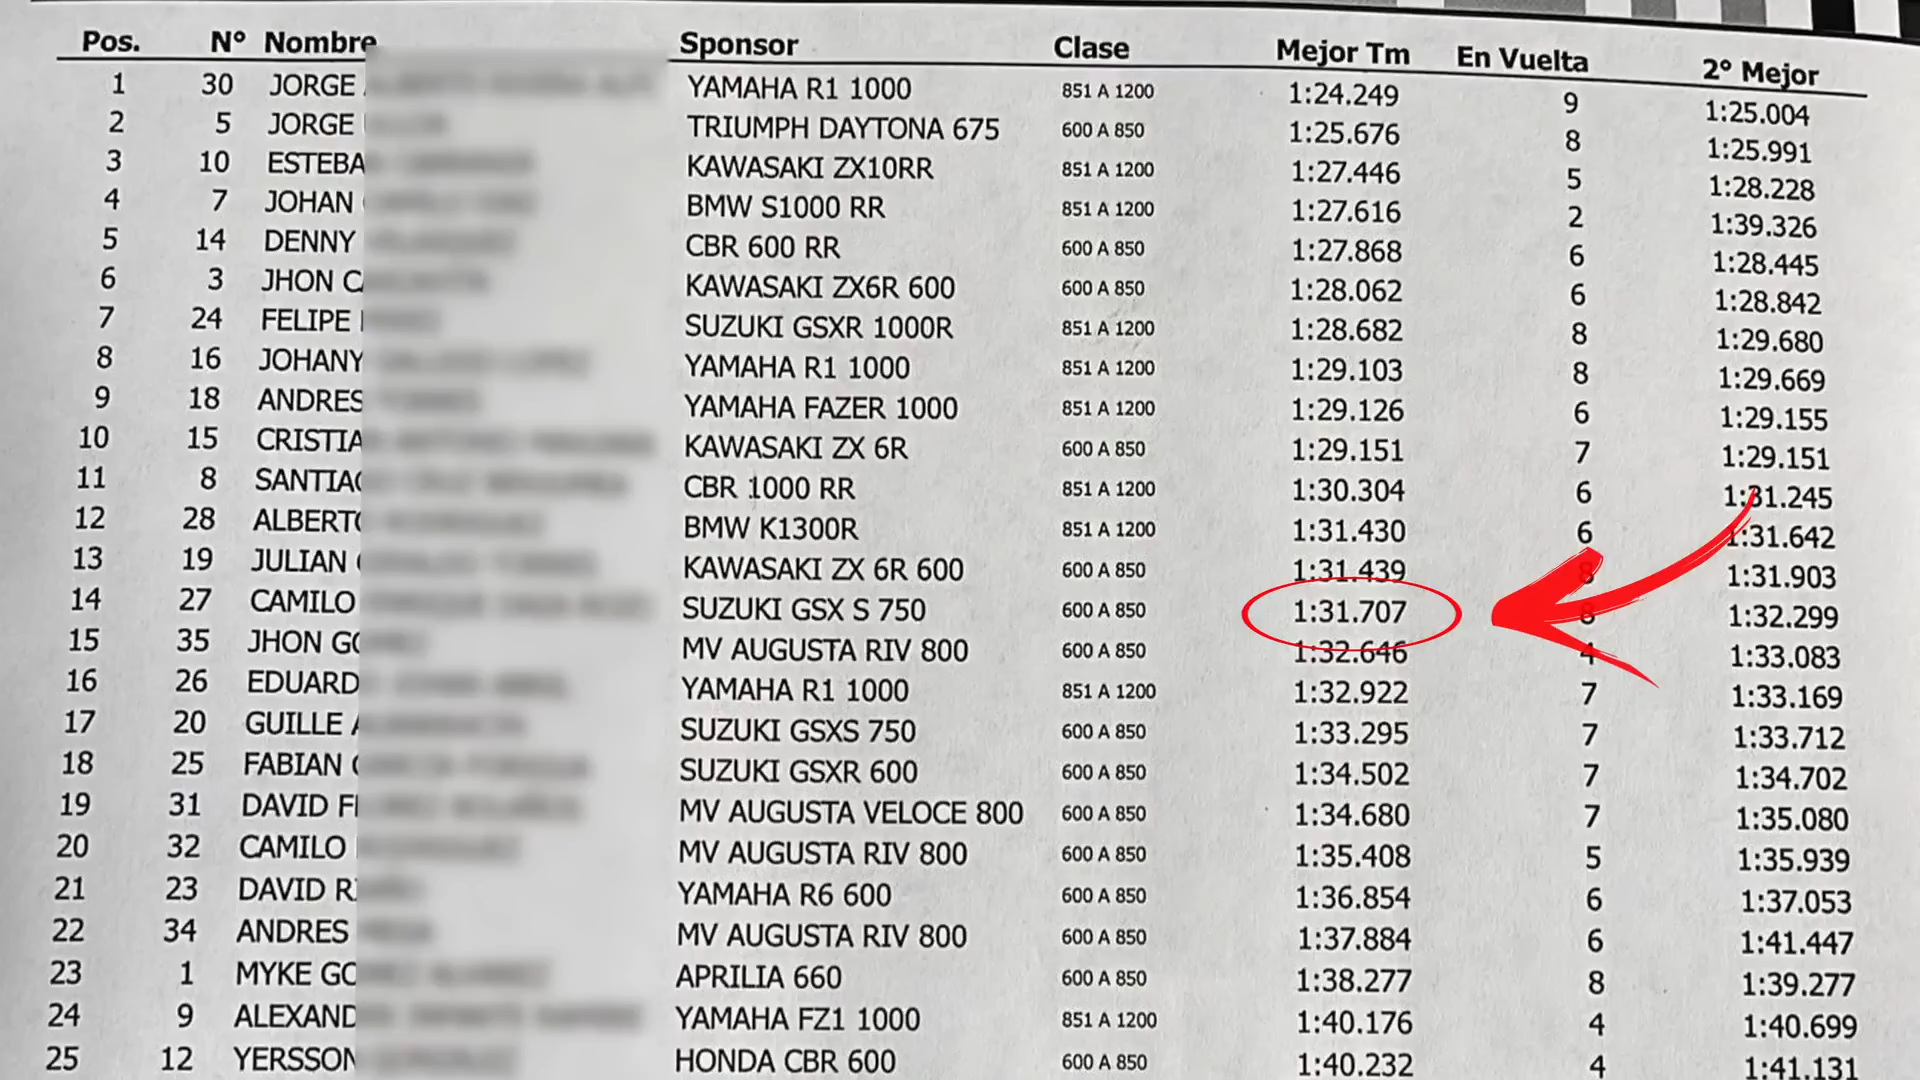 Pos. N° Nombre Sponsor Clase Mejor Tm En Vuelta 2° Mejor
1 30 JORGE YAMAHA R1 1000 851 A 1200 1:24.249 9 1:25.004
2 5 JORGE TRIUMPH DAYTONA 675 600 A 850 1:25.676 8 1:25.991
3 10 ESTEBA KAWASAKI ZX10RR 851 A 1200 1:27.446 5 1:28.228
4 7 JOHAN BMW S1000 RR 851 A 1200 1:27.616 2 1:39.326
5 14 DENNY CBR 600 RR 600 A 850 1:27.868 6 1:28.445
6 3 JHON C KAWASAKI ZX6R 600 600 A 850 1:28.062 6 1:28.842
7 24 FELIPE SUZUKI GSXR 1000R 851 A 1200 1:28.682 8 1:29.680
8 16 JOHANY YAMAHA R1 1000 851 A 1200 1:29.103 8 1:29.669
9 18 ANDRES YAMAHA FAZER 1000 851 A 1200 1:29.126 6 1:29.155
10 15 CRISTIA KAWASAKI ZX 6R 600 A 850 1:29.151 7 1:29.151
11 8 SANTIAG CBR 1000 RR 851 A 1200 1:30.304 6 1:31.245
12 28 ALBERTO BMW K1300R 851 A 1200 1:31.430 6 1:31.642
13 19 JULIAN KAWASAKI ZX 6R 600 600 A 850 1:31.439 8 1:31.903
14 27 CAMILO SUZUKI GSX S 750 600 A 850 1:31.707 8 1:32.299
15 35 JHON GO MV AUGUSTA RIV 800 600 A 850 1:32.646 4 1:33.083
16 26 EDUARD YAMAHA R1 1000 851 A 1200 1:32.922 7 1:33.169
17 20 GUILLE A SUZUKI GSXS 750 600 A 850 1:33.295 7 1:33.712
18 25 FABIAN SUZUKI GSXR 600 600 A 850 1:34.502 7 1:34.702
19 31 DAVID F MV AUGUSTA VELOCE 800 600 A 850 1:34.680 7 1:35.080
20 32 CAMILO MV AUGUSTA RIV 800 600 A 850 1:35.408 5 1:35.939
21 23 DAVID R YAMAHA R6 600 600 A 850 1:36.854 6 1:37.053
22 34 ANDRES MV AUGUSTA RIV 800 600 A 850 1:37.884 6 1:41.447
23 1 MYKE GO APRILIA 660 600 A 850 1:38.277 8 1:39.277
24 9 ALEXAND YAMAHA FZ1 1000 851 A 1200 1:40.176 4 1:40.699
25 12 YERSSON HONDA CBR 600 600 A 850 1:40.232 4 1:41.131